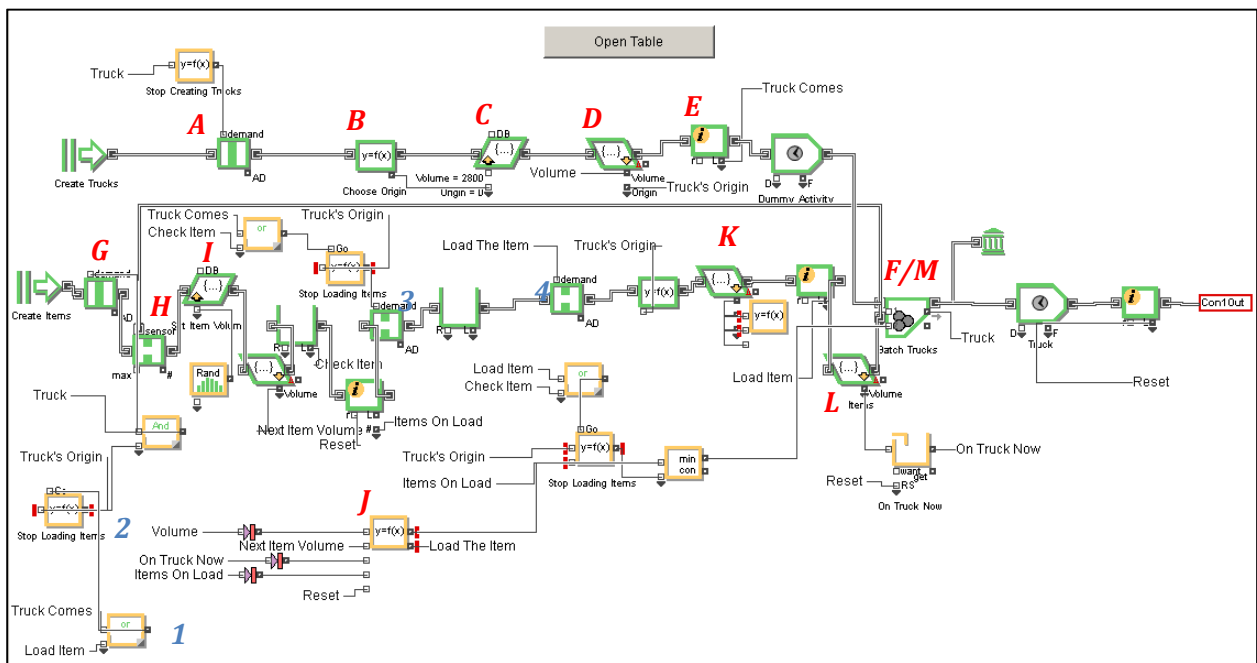 Open Table
Truck
y=f(x)
Stop Creating Trucks
A
B
C
D
E
Truck Comes
demand
DB
{...}
{...}
i
Create Trucks
AD
y=f(x)
Choose Origin
Volume = 2800
Volume
Volume
Origin
Truck's Origin
r
L
D
F
Dummy Activity
Truck Comes
Check Item
or
Truck's Origin
Go
y=f(x)
Stop Loading Items
Load The Item
Truck's Origin
K
G
I
DB
{...}
H
demand
3
4
demand
AD
AD
y=f(x)
{...}
i
F/M
Create Items
sensor
max
#
R
L
R
L
y=f(x)
Batch Trucks
Truck
D
F
Truck
Con1Out
Rand
{...}
Volume
Check Item
i
r
L
#
Next Item Volume
Reset
Items On Load
Load Item
Check Item
or
Load Item
L
{...}
Volume
Items
Reset
Truck
And
Truck's Origin
y=f(x)
Stop Loading Items
2
Go
y=f(x)
Stop Loading Items
Truck's Origin
Items On Load
min
con
want
get
RS
On Truck Now
Reset
On Truck Now
J
Volume
y=f(x)
Next Item Volume
Load The Item
On Truck Now
Items On Load
Reset
Truck Comes
or
1
Load Item